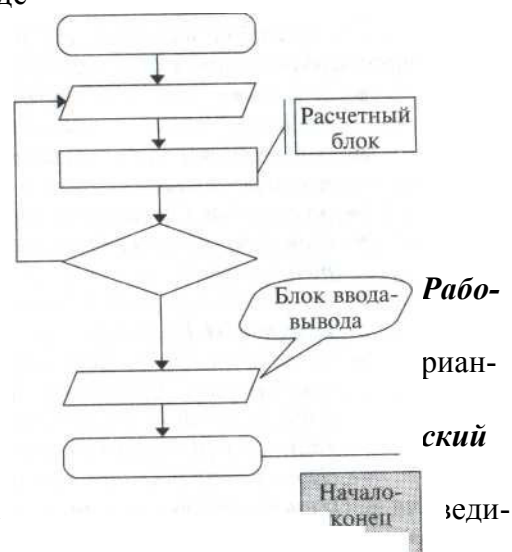 Расчетный
блок
Блок ввода-
вывода
Рабо-
риан-
ский
Начало-
конец
веди-